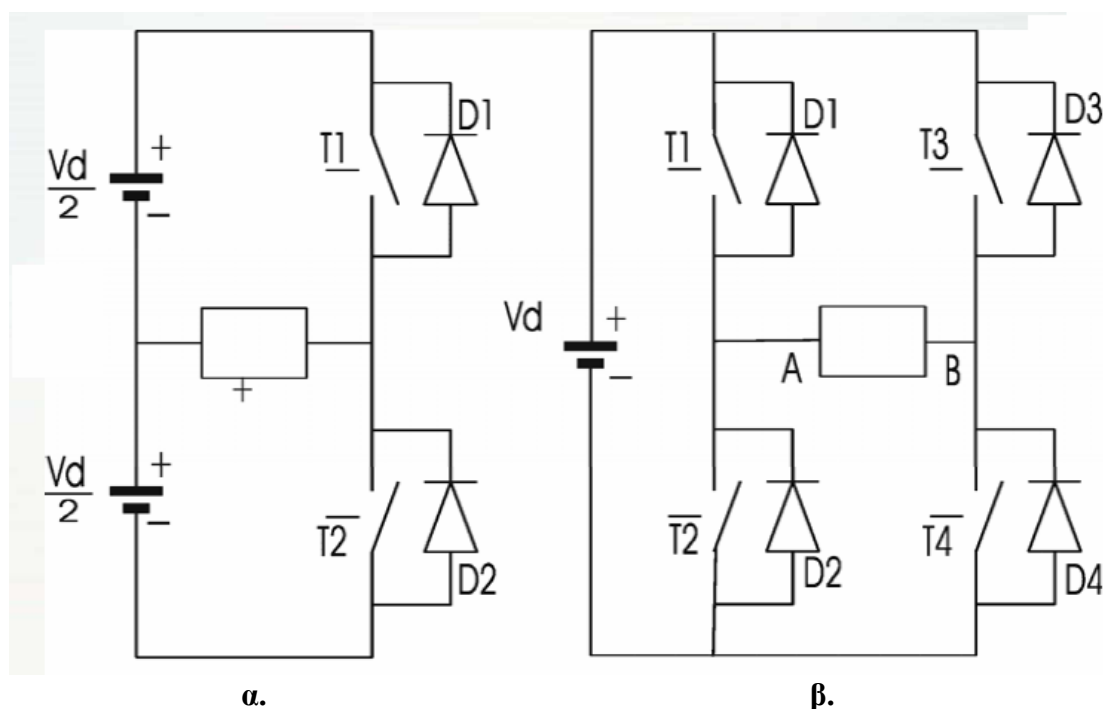 Vd
2
+
−
T1
D1
+
Vd
2
+
−
T2
D2
Vd
+
−
T1
D1
T3
D3
A
B
T2
D2
T4
D4
α.
β.